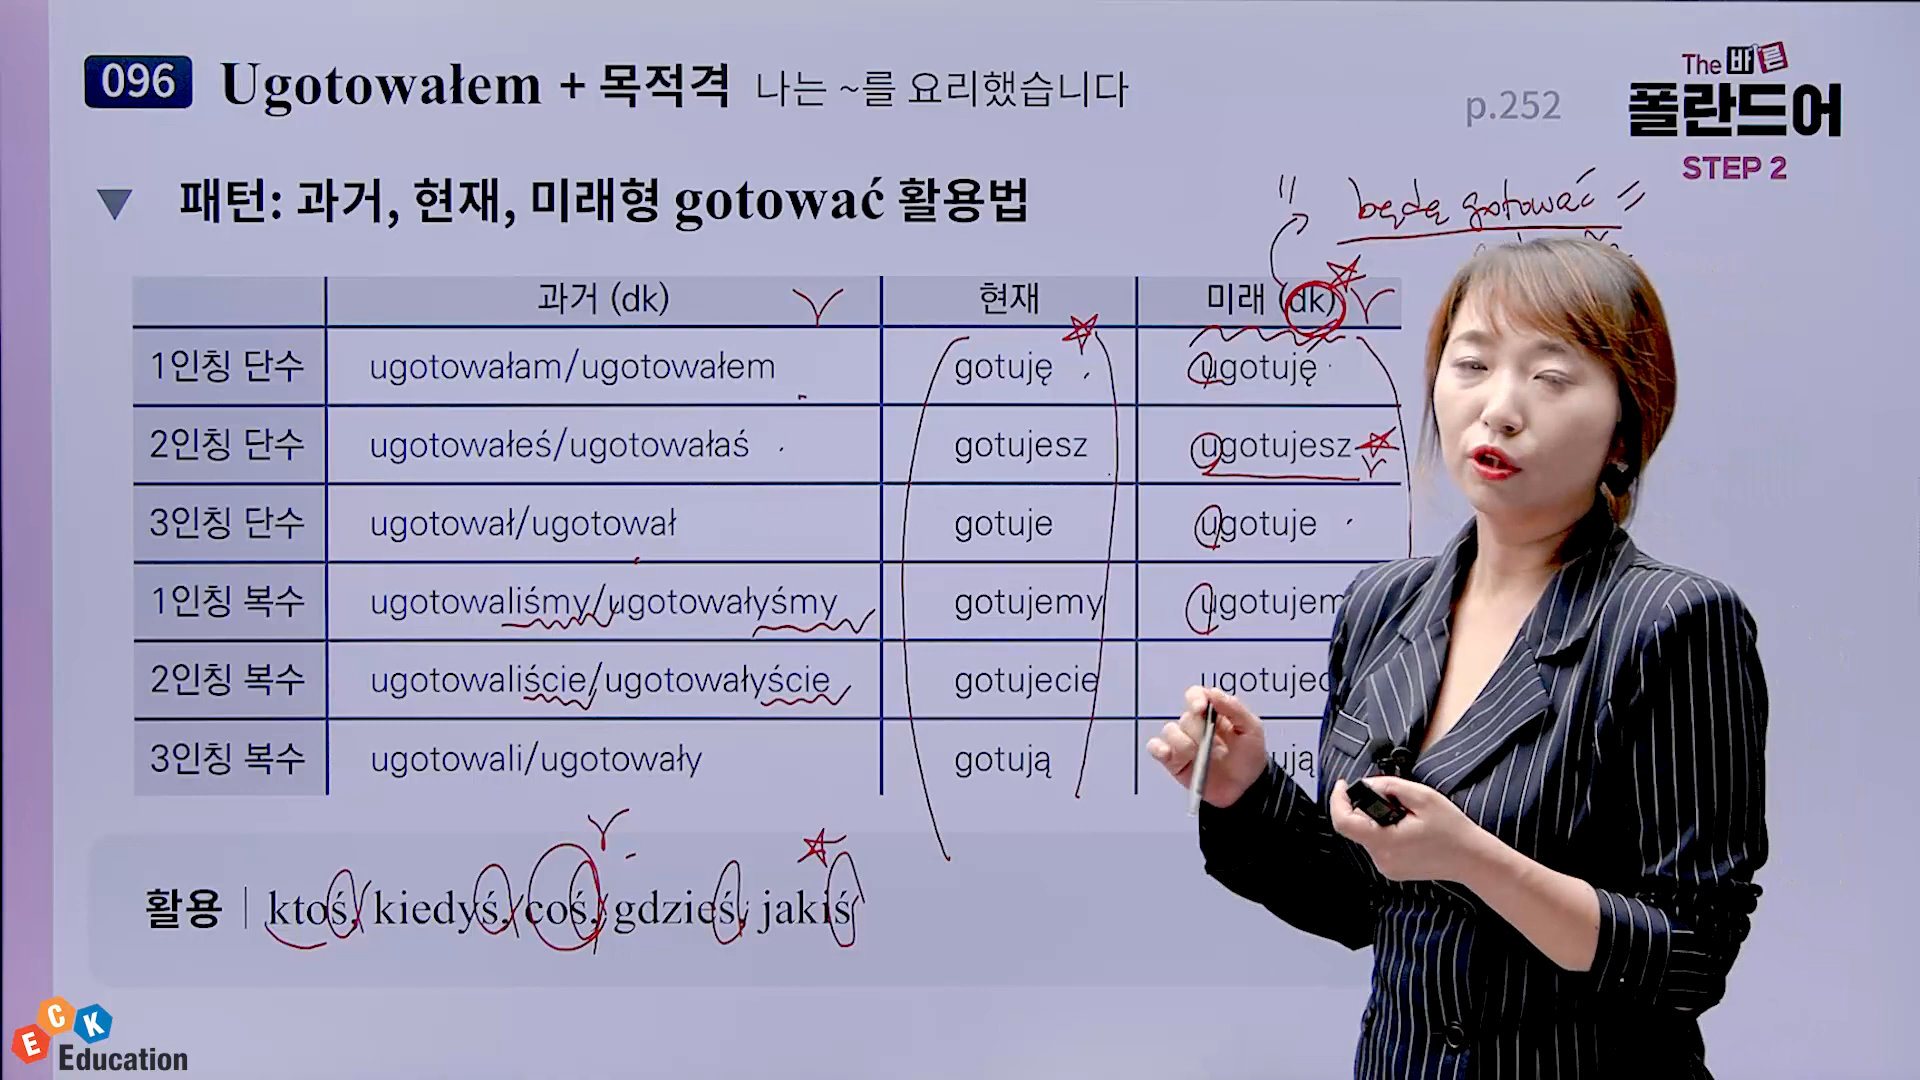 096 Ugotowałem + 목적격 나는 ~를 요리했습니다
p.252
The 바른
폴란드어
STEP 2
패턴: 과거, 현재, 미래형 gotować 활용법
będę gotować
과거 (dk) 현재 미래 (dk)
1인칭 단수 ugotowałam/ugotowałem gotuję ugotuję
2인칭 단수 ugotowałeś/ugotowałaś gotujesz ugotujesz
3인칭 단수 ugotował/ugotował gotuje ugotuje
1인칭 복수 ugotowaliśmy/ugotowałyśmy gotujemy ugotujem
2인칭 복수 ugotowaliście/ugotowałyście gotujecie ugotujec
3인칭 복수 ugotowali/ugotowały gotują ują
활용 | ktoś, kiedyś, coś, gdzieś, jakiś
ECK
Education